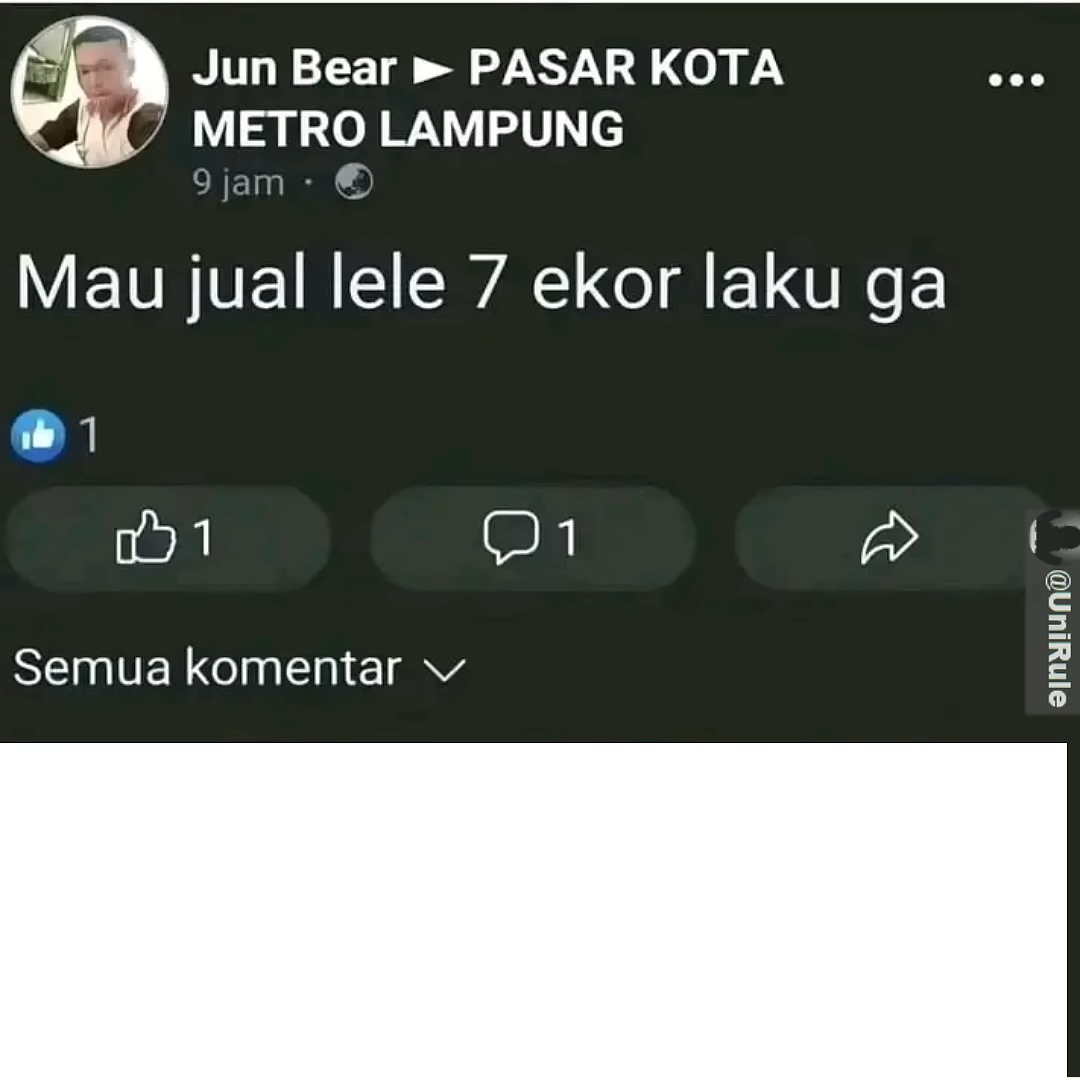 Jun Bear ► PASAR KOTA
METRO LAMPUNG
9 jam ·
Mau jual lele 7 ekor laku ga
1
1
1
Semua komentar
@UniRule